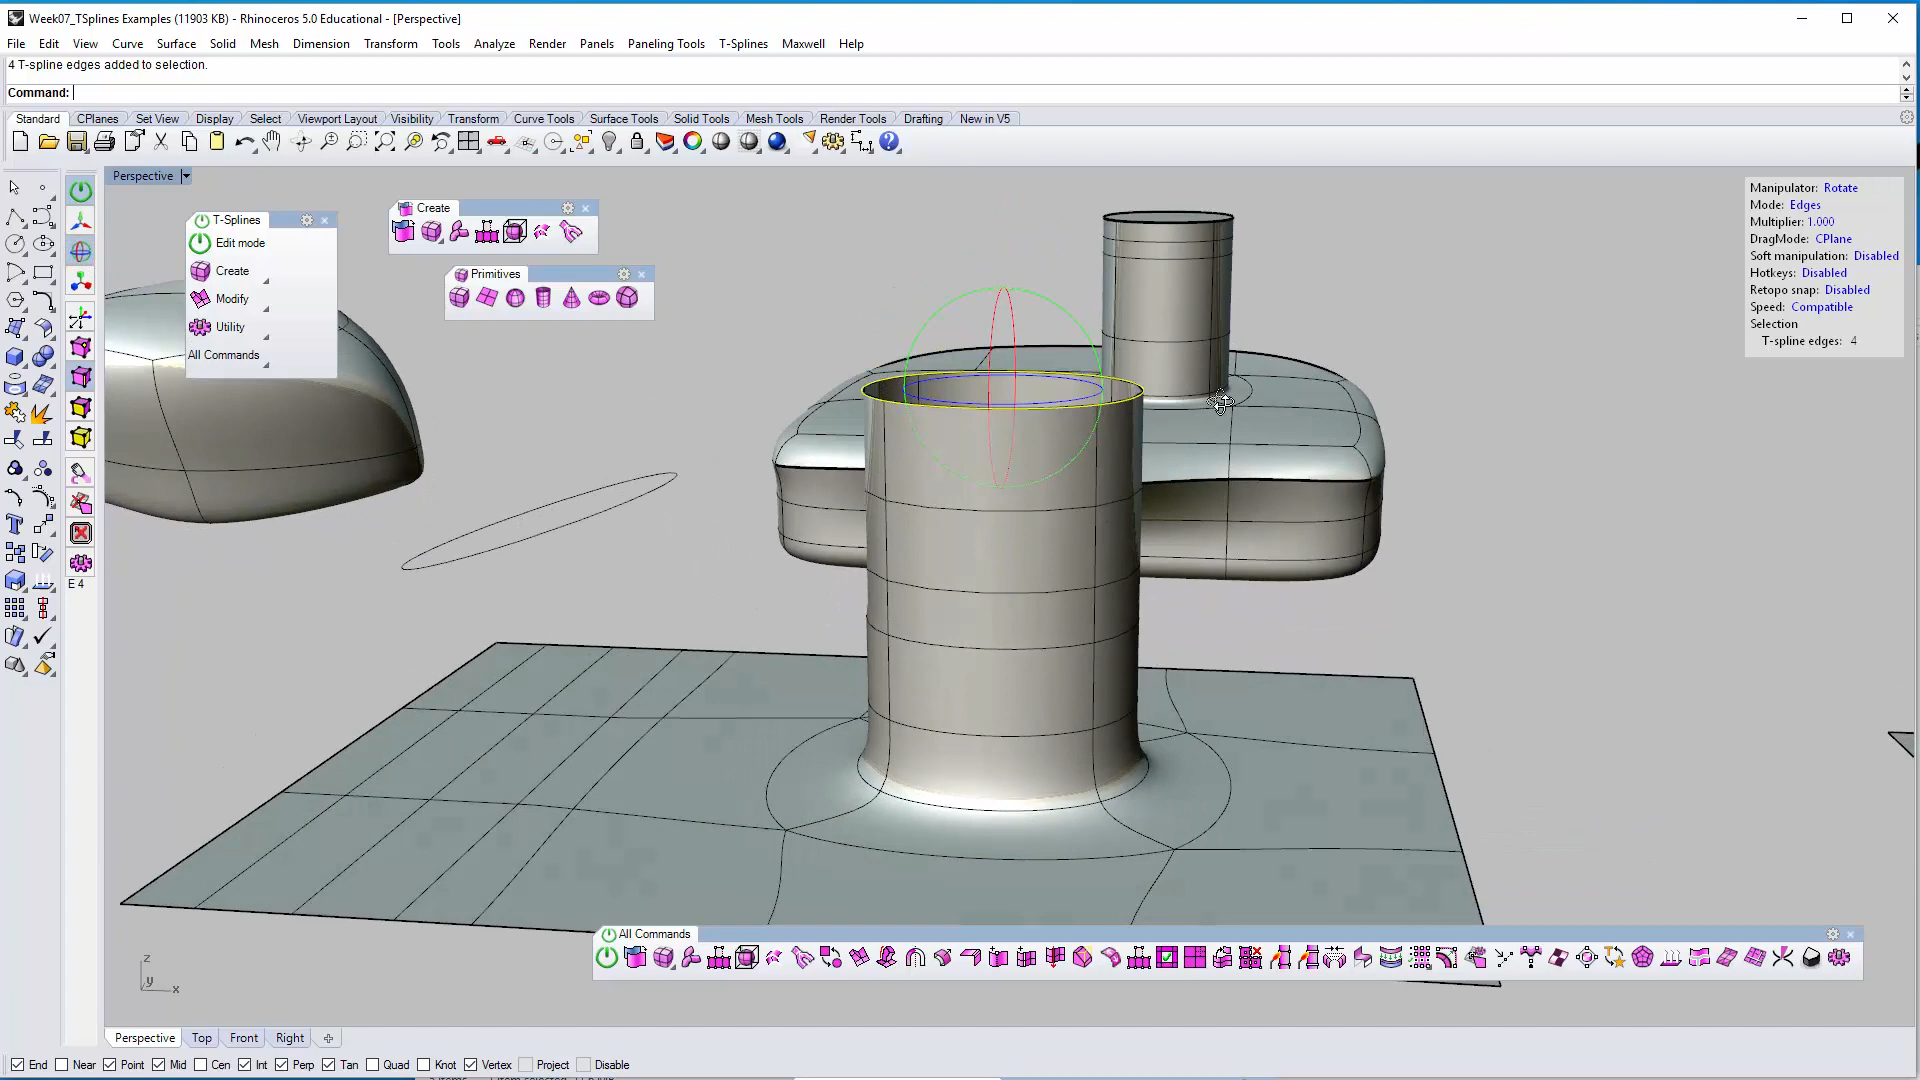 Week07_TSplines Examples (11903 KB) - Rhinoceros 5.0 Educational - [Perspective]
File Edit View Curve Surface Solid Mesh Dimension Transform Tools Analyze Render Panels Paneling Tools T-Splines Maxwell Help
4 T-spline edges added to selection.
Command:
Standard CPlanes Set View Display Select Viewport Layout Visibility Transform Curve Tools Surface Tools Solid Tools Mesh Tools Render Tools Drafting New in V5
Perspective
T-Splines
Edit mode
Create
Modify
Utility
All Commands
Create
Primitives
Manipulator: Rotate
Mode: Edges
Multiplier: 1.000
DragMode: CPlane
Soft manipulation: Disabled
Hotkeys: Disabled
Retopo snap: Disabled
Speed: Compatible
Selection
T-spline edges: 4
E 4
All Commands
z
y
x
Perspective Top Front Right
End Near Point Mid Cen Int Perp Tan Quad Knot Vertex Project Disable